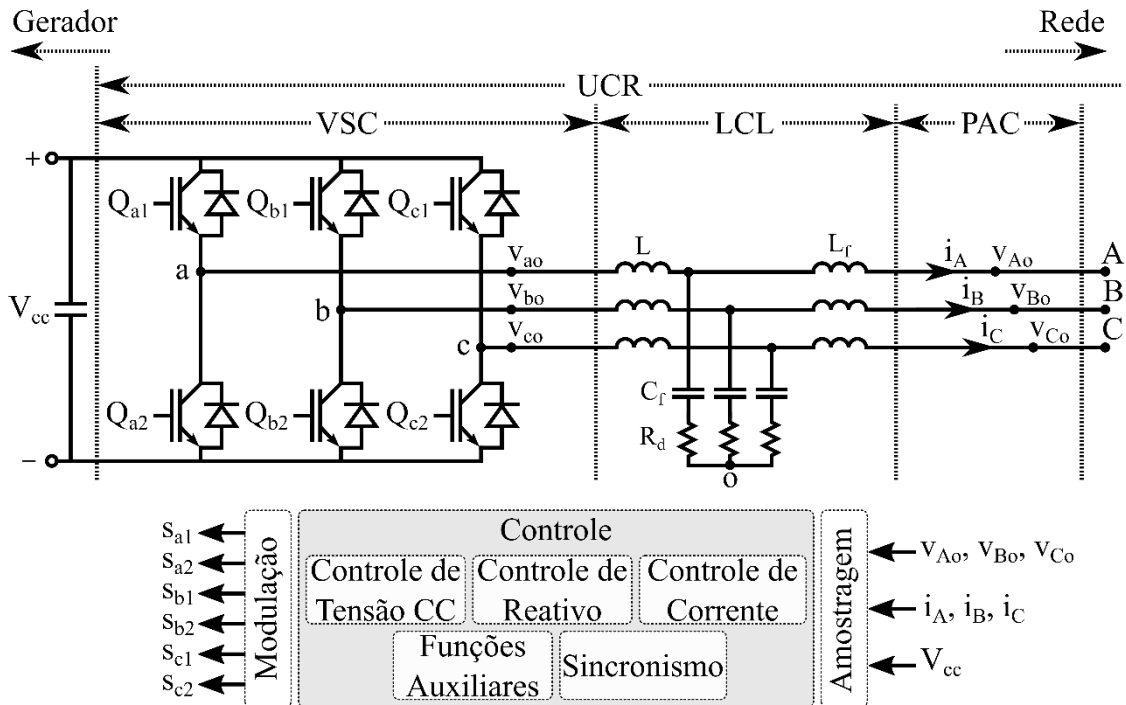 Gerador
Rede
UCR
VSC
LCL
PAC
+
Q_a1
Q_b1
Q_c1
a
v_ao
L
L_f
i_A
v_Ao
A
V_cc
b
v_bo
i_B
v_Bo
B
c
v_co
i_C
v_Co
C
Q_a2
Q_b2
Q_c2
C_f
R_d
−
o
s_a1
s_a2
s_b1
s_b2
s_c1
s_c2
Modulação
Controle
Controle de
Tensão CC
Controle de
Reativo
Controle de
Corrente
Funções
Auxiliares
Sincronismo
Amostragem
v_Ao, v_Bo, v_Co
i_A, i_B, i_C
V_cc